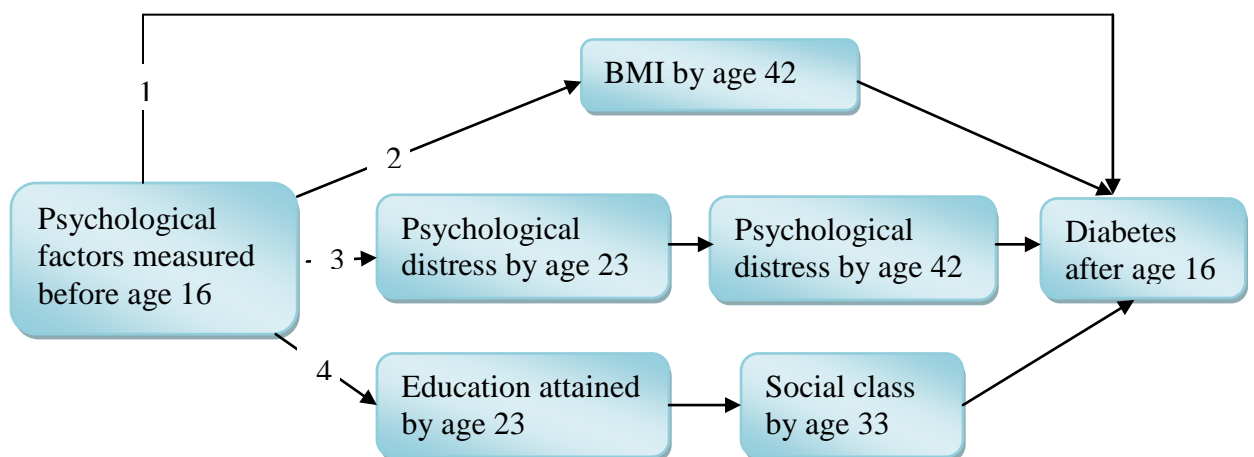 1
BMI by age 42
2
Psychological
factors measured
before age 16
3
Psychological
distress by age 23
Psychological
distress by age 42
Diabetes
after age 16
4
Education attained
by age 23
Social class
by age 33